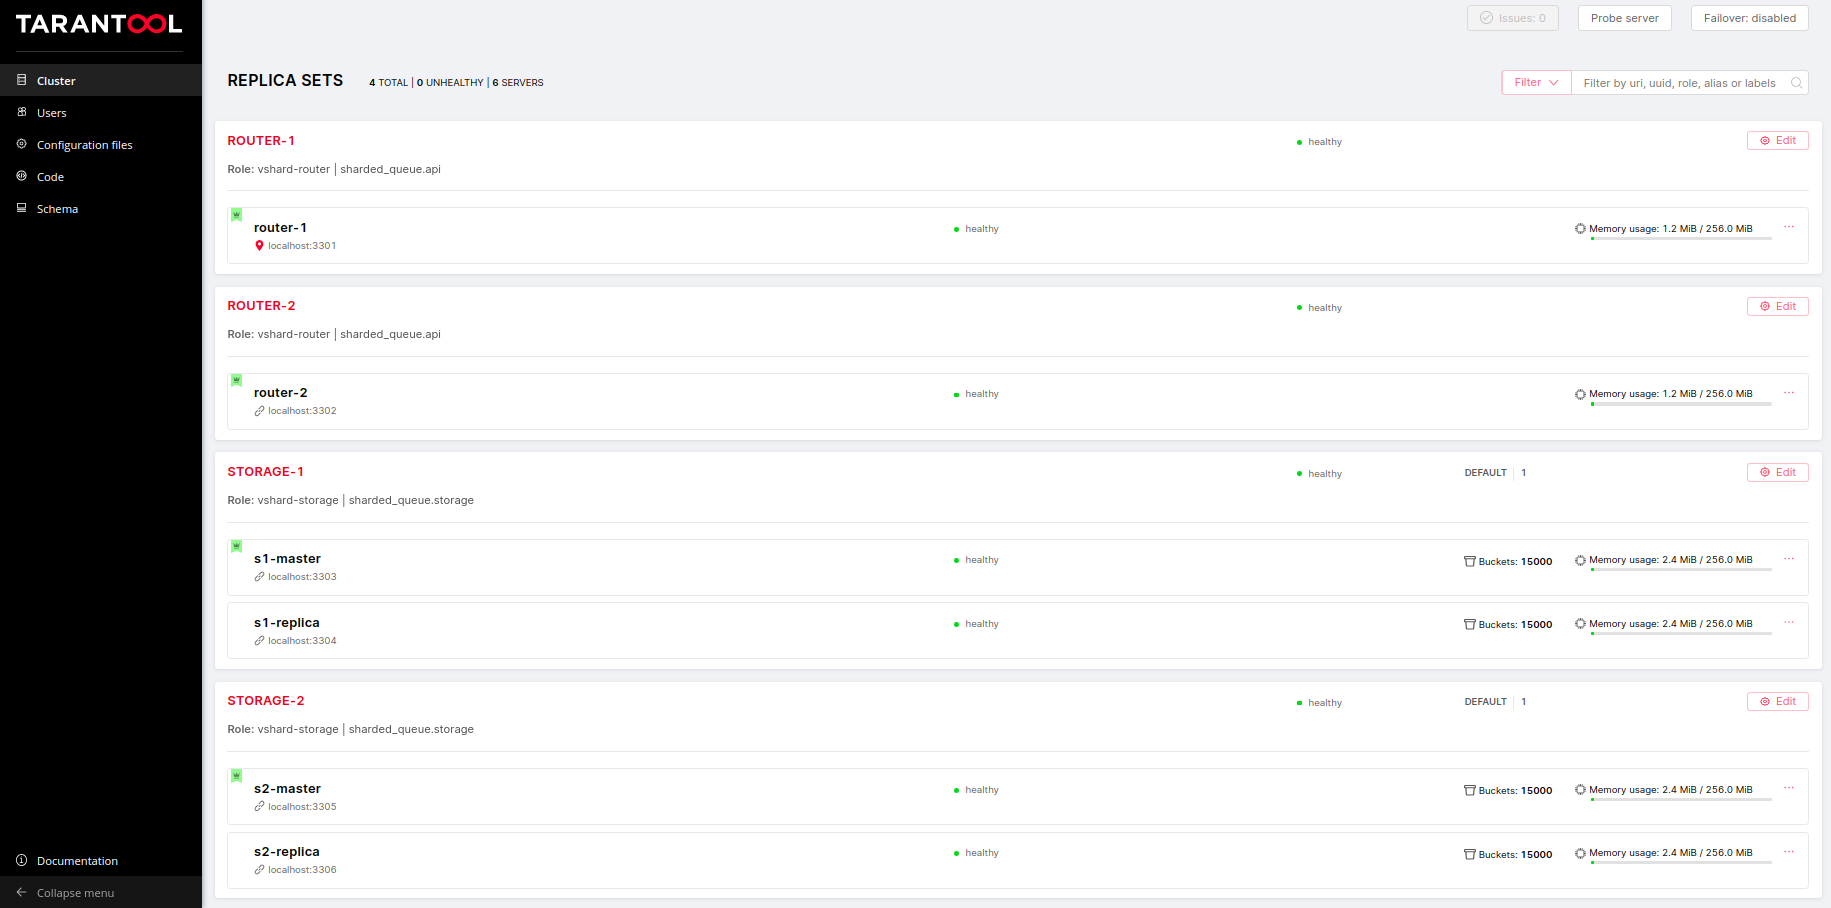 TARANTOOL
Cluster
Users
Configuration files
Code
Schema
Documentation
Collapse menu
Issues: 0
Probe server
Failover: disabled
REPLICA SETS
4 TOTAL | 0 UNHEALTHY | 6 SERVERS
Filter
Filter by uri, uuid, role, alias or labels
ROUTER-1
healthy
Edit
Role: vshard-router | sharded_queue.api
router-1
localhost:3301
healthy
Memory usage: 1.2 MiB / 256.0 MiB
ROUTER-2
healthy
Edit
Role: vshard-router | sharded_queue.api
router-2
localhost:3302
healthy
Memory usage: 1.2 MiB / 256.0 MiB
STORAGE-1
healthy
DEFAULT | 1
Edit
Role: vshard-storage | sharded_queue.storage
s1-master
localhost:3303
healthy
Buckets: 15000
Memory usage: 2.4 MiB / 256.0 MiB
s1-replica
localhost:3304
healthy
Buckets: 15000
Memory usage: 2.4 MiB / 256.0 MiB
STORAGE-2
healthy
DEFAULT | 1
Edit
Role: vshard-storage | sharded_queue.storage
s2-master
localhost:3305
healthy
Buckets: 15000
Memory usage: 2.4 MiB / 256.0 MiB
s2-replica
localhost:3306
healthy
Buckets: 15000
Memory usage: 2.4 MiB / 256.0 MiB